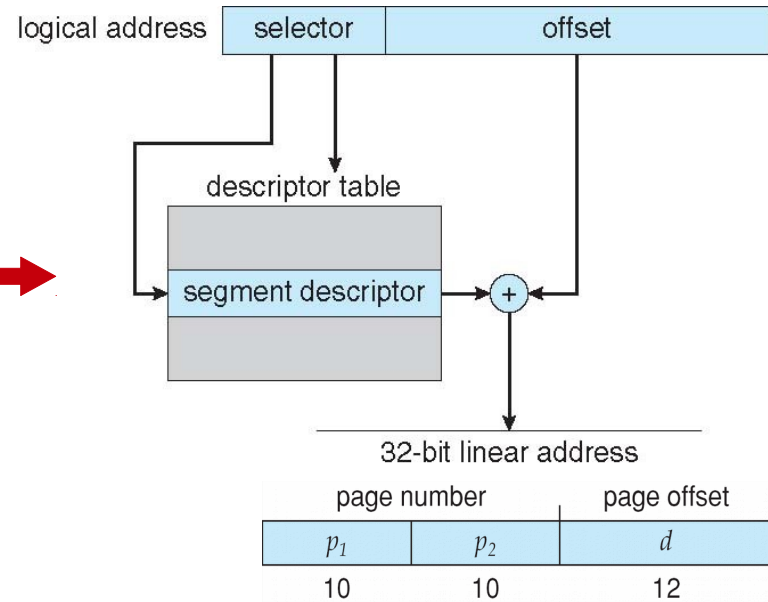 logical address selector offset
descriptor table
segment descriptor +
32-bit linear address
page number page offset
p1 p2 d
10 10 12